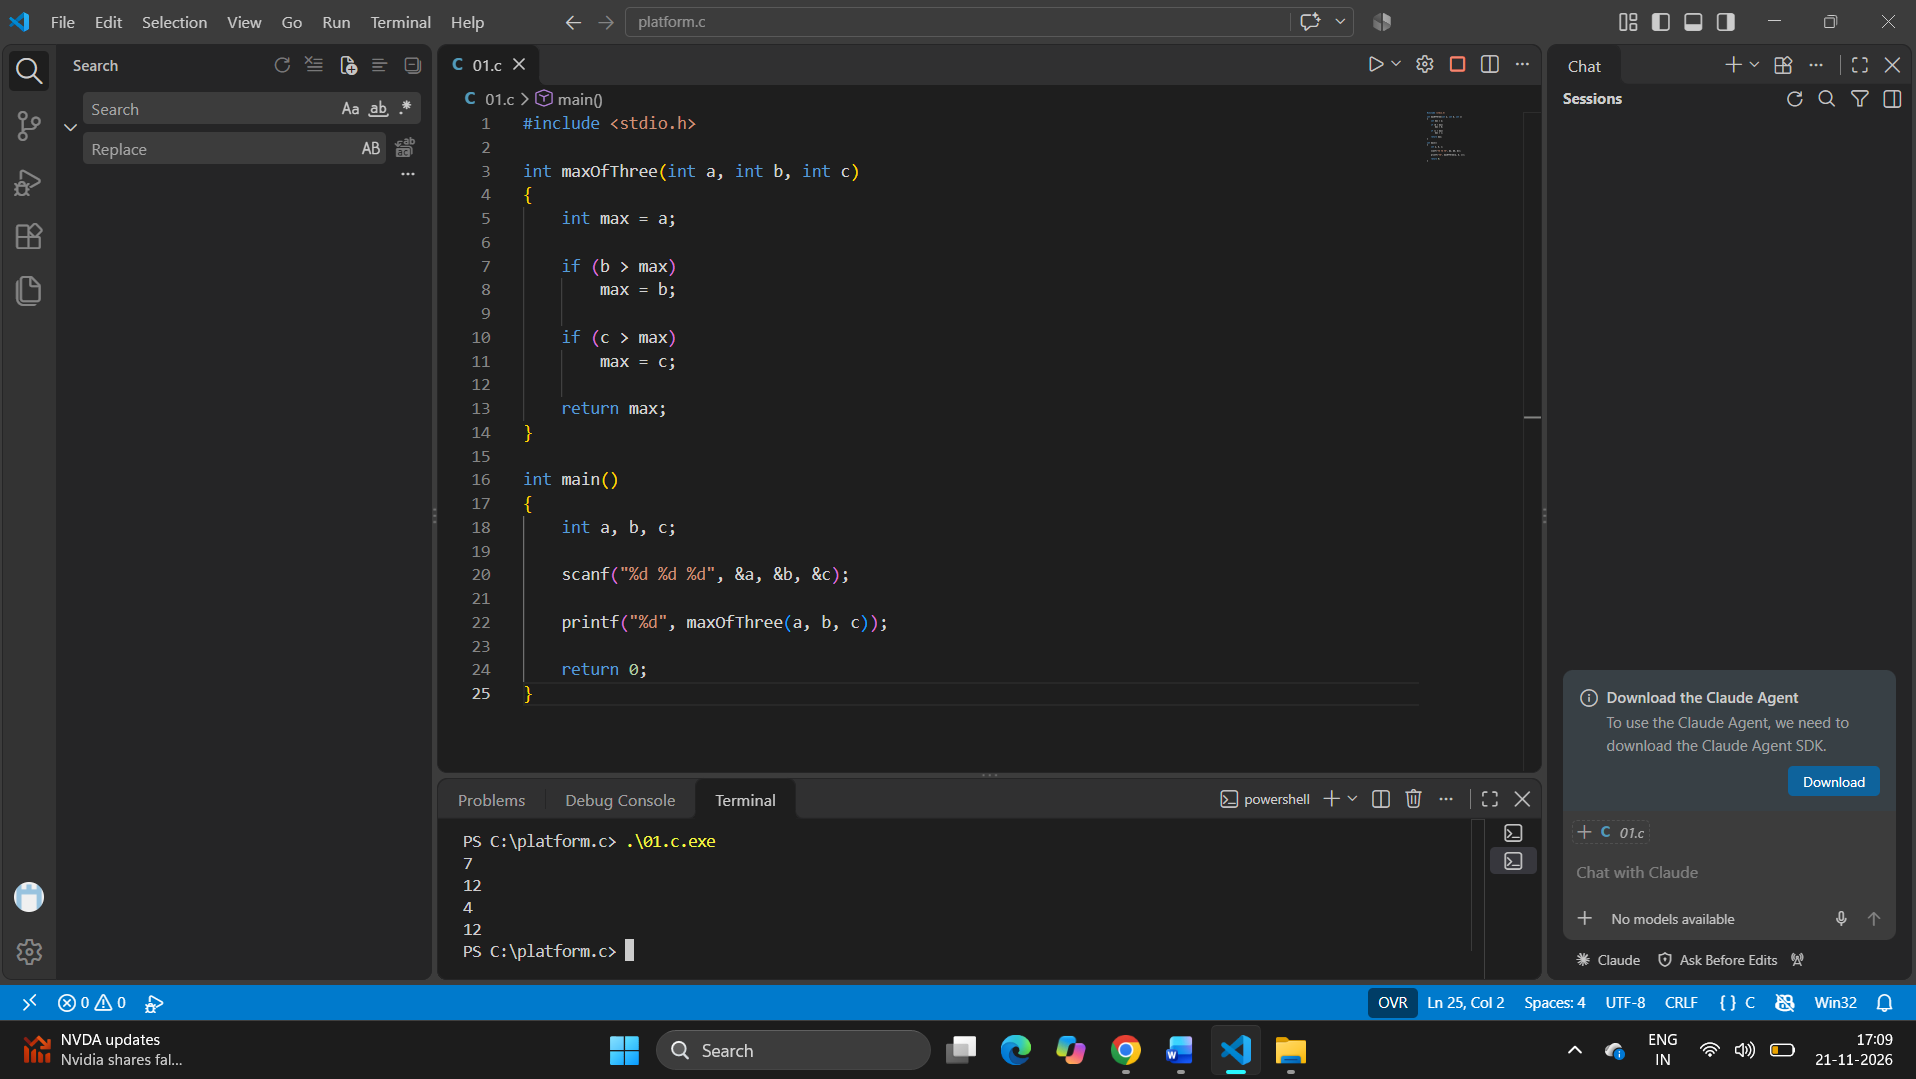 File Edit Selection View Go Run Terminal Help
platform.c
Search
Search
Aa ab .*
Replace
AB
01.c
01.c > main()
1 #include <stdio.h>
2
3 int maxOfThree(int a, int b, int c)
4 {
5 int max = a;
6
7 if (b > max)
8 max = b;
9
10 if (c > max)
11 max = c;
12
13 return max;
14 }
15
16 int main()
17 {
18 int a, b, c;
19
20 scanf("%d %d %d", &a, &b, &c);
21
22 printf("%d", maxOfThree(a, b, c));
23
24 return 0;
25 }
Problems Debug Console Terminal
powershell
PS C:\platform.c> .\01.c.exe
7
12
4
12
PS C:\platform.c>
Chat
Sessions
Download the Claude Agent
To use the Claude Agent, we need to
download the Claude Agent SDK.
Download
01.c
Chat with Claude
No models available
Claude Ask Before Edits
0 0
OVR Ln 25, Col 2 Spaces: 4 UTF-8 CRLF { } C Win32
NVDA updates
Nvidia shares fal...
Search
ENG
IN
17:09
21-11-2026